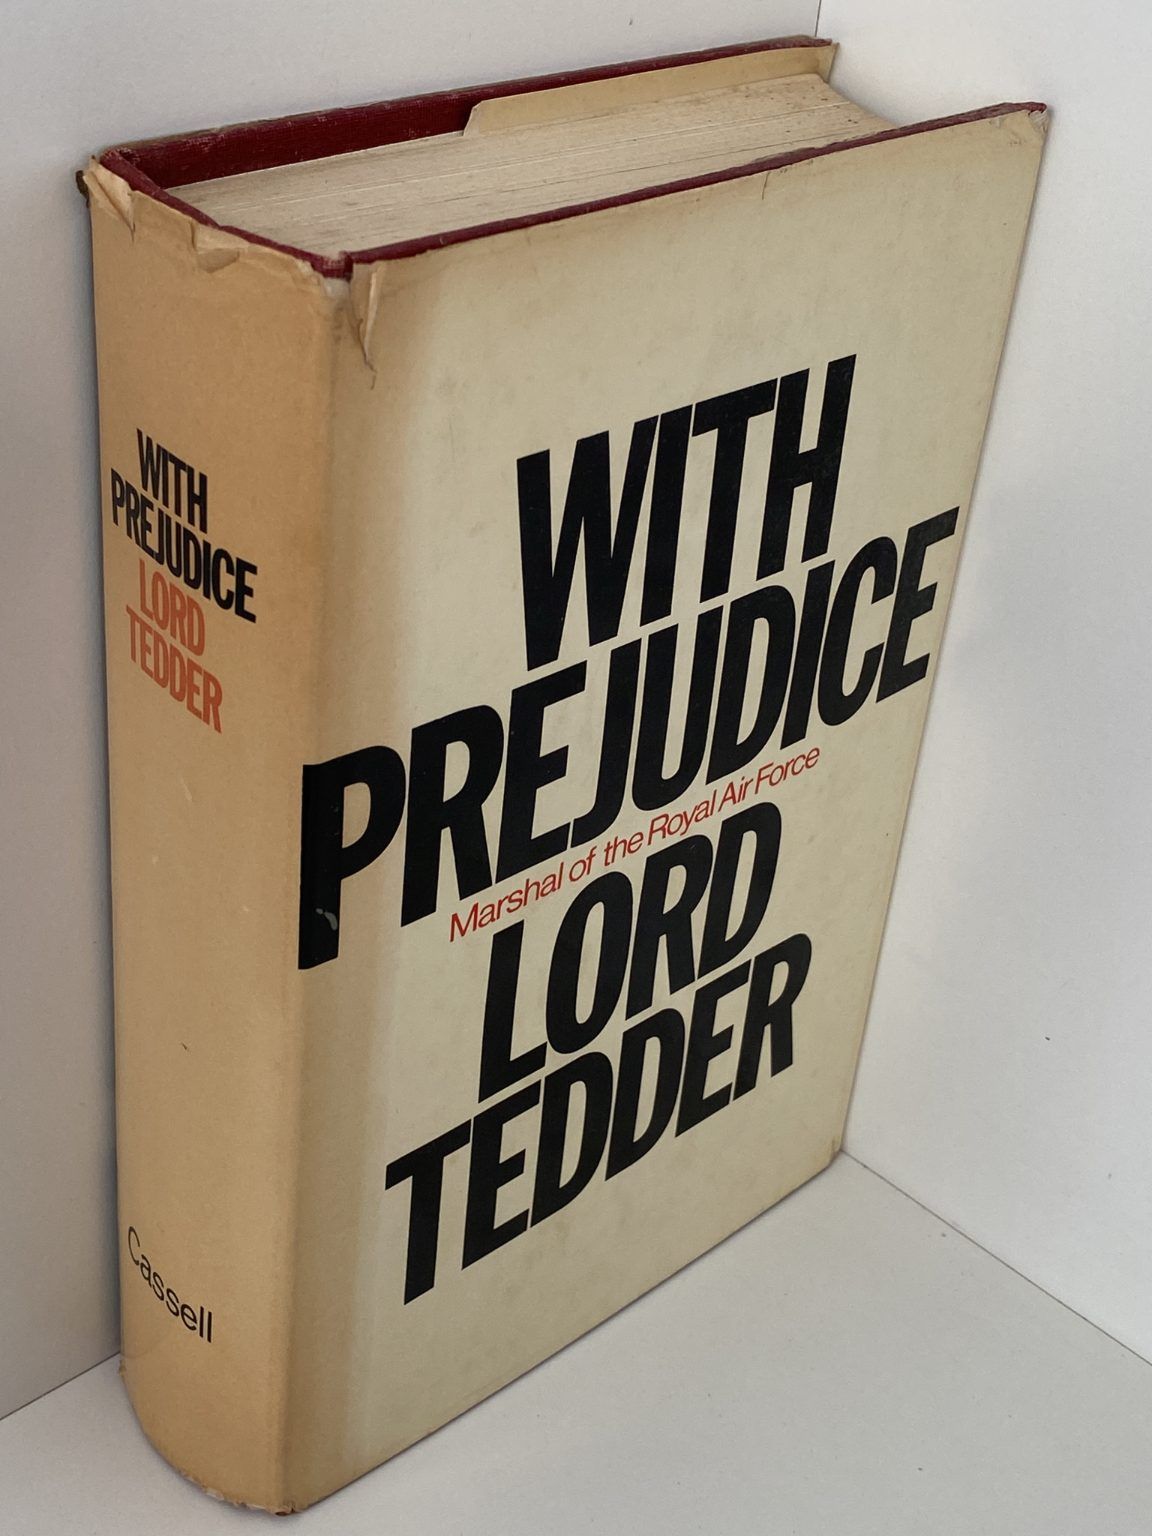 WITH
PREJUDICE
LORD
TEDDER
Cassell
WITH
PREJUDICE
Marshal of the Royal Air Force
LORD
TEDDER